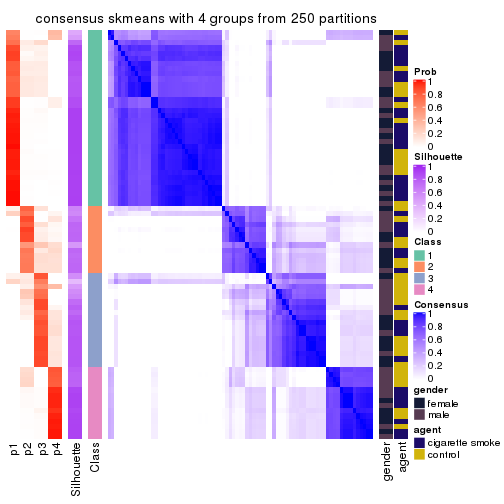 consensus skmeans with 4 groups from 250 partitions
Prob
1
0.8
0.6
0.4
0.2
0
Silhouette
1
0.8
0.6
0.4
0.2
0
Class
1
2
3
4
Consensus
1
0.8
0.6
0.4
0.2
0
gender
female
male
agent
cigarette smoke
control
p1
p2
p3
p4
Silhouette
Class
gender
agent